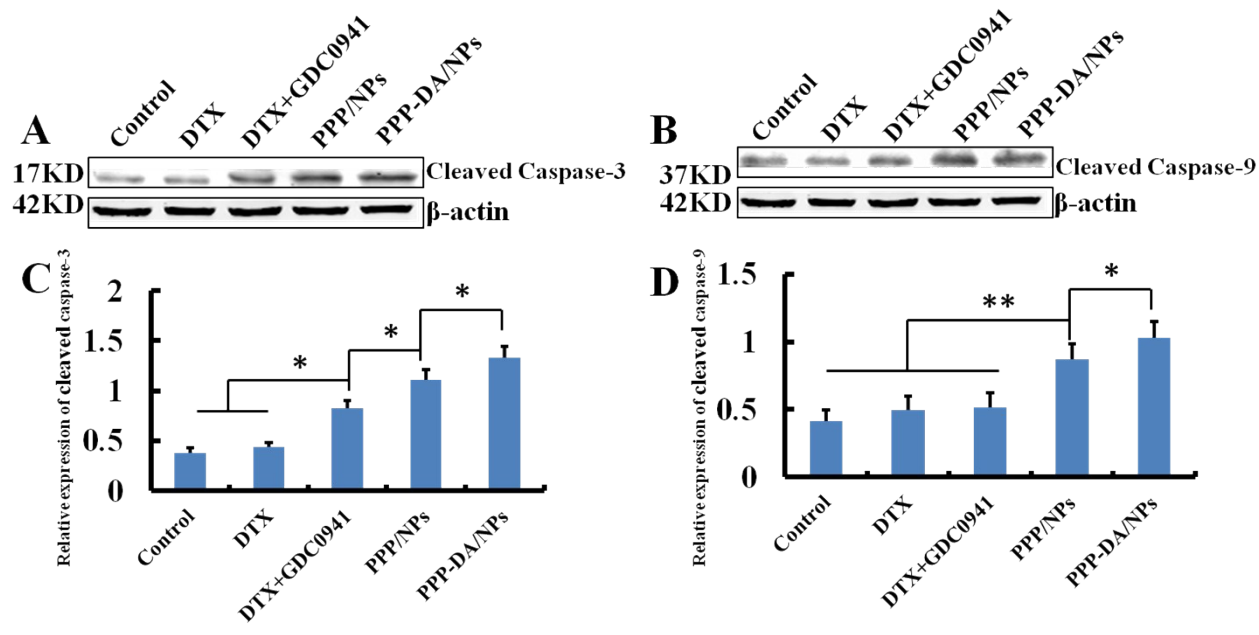 A
Control
DTX
DTX+GDC0941
PPP/NPs
PPP-DA/NPs
17KD
Cleaved Caspase-3
42KD
β-actin
B
Control
DTX
DTX+GDC0941
PPP/NPs
PPP-DA/NPs
37KD
Cleaved Caspase-9
42KD
β-actin
C
Relative expression of cleaved caspase-3
2
1.5
1
0.5
0
*
*
*
Control
DTX
DTX+GDC0941
PPP/NPs
PPP-DA/NPs
D
Relative expression of cleaved caspase-9
1.5
1
0.5
0
**
*
Control
DTX
DTX+GDC0941
PPP/NPs
PPP-DA/NPs